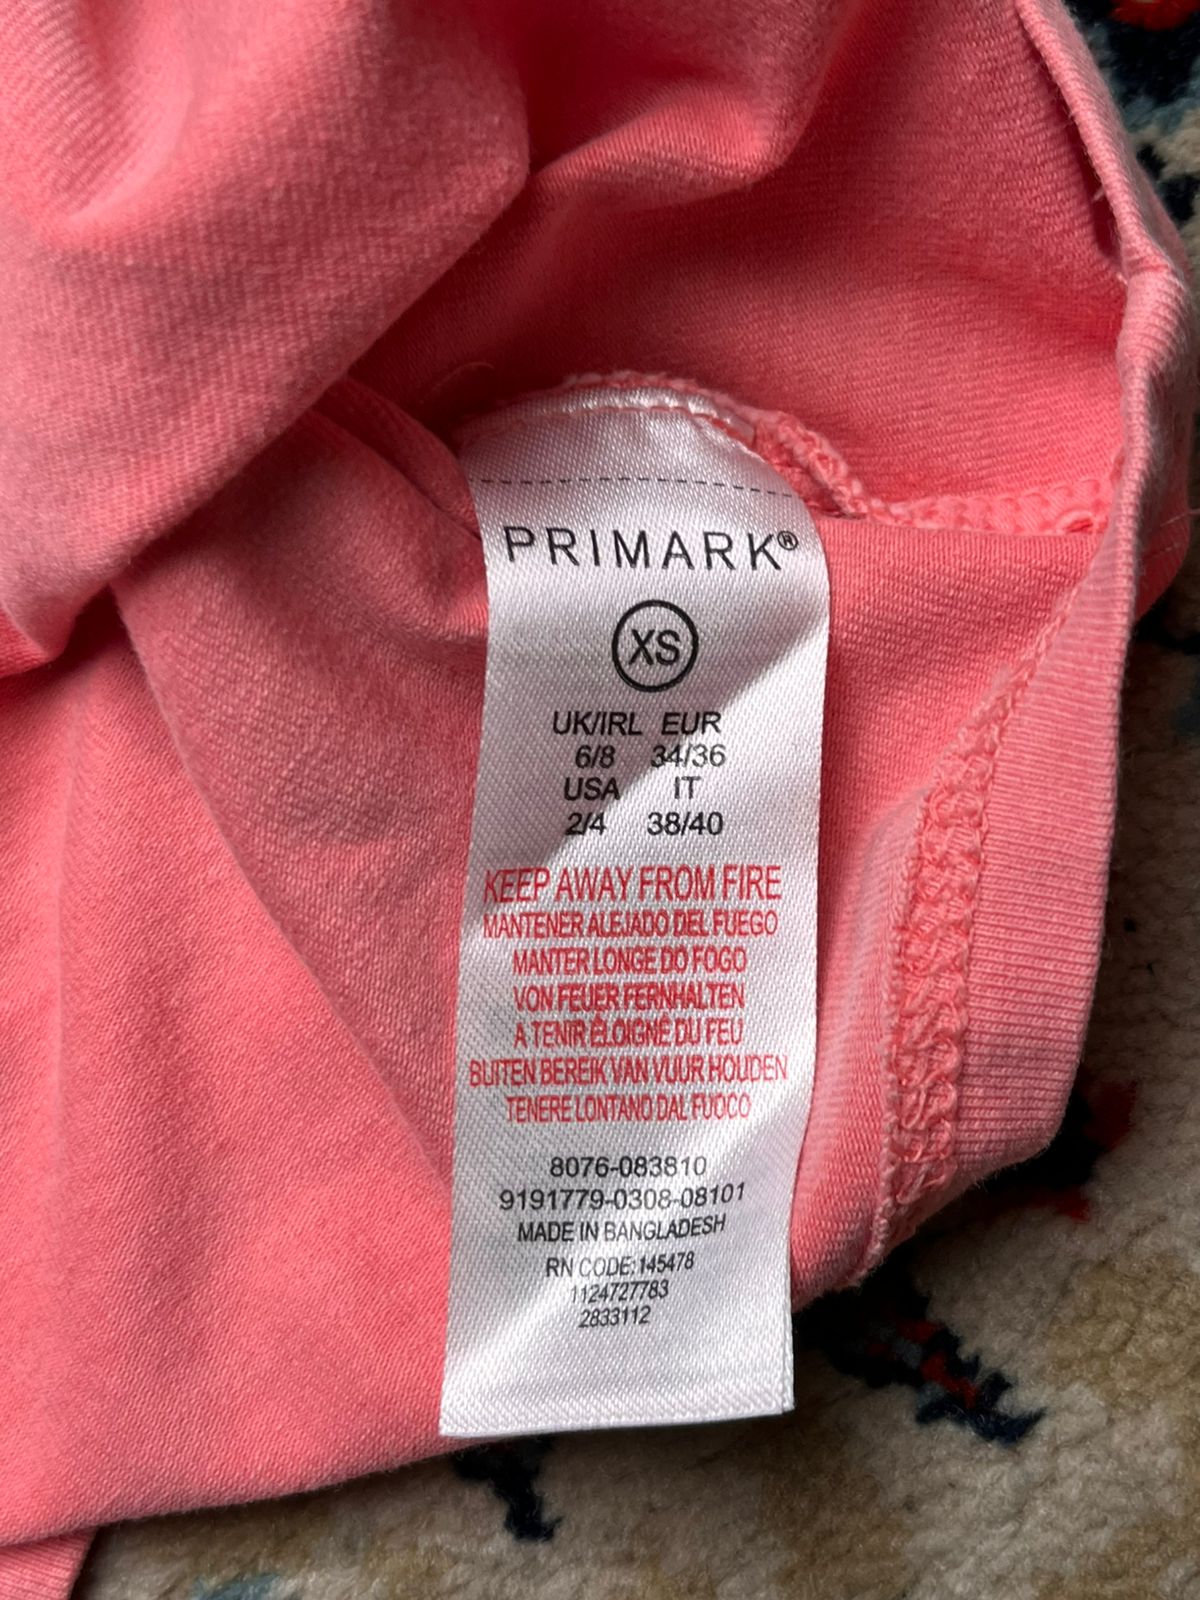 PRIMARK®
XS
UK/IRL EUR
6/8 34/36
USA IT
2/4 38/40
KEEP AWAY FROM FIRE
MANTENER ALEJADO DEL FUEGO
MANTER LONGE DO FOGO
VON FEUER FERNHALTEN
A TENIR ÉLOIGNÉ DU FEU
BUITEN BEREIK VAN VUUR HOUDEN
TENERE LONTANO DAL FUOCO
8076-083810
9191779-0308-08101
MADE IN BANGLADESH
RN CODE:145478
1124727783
2833112